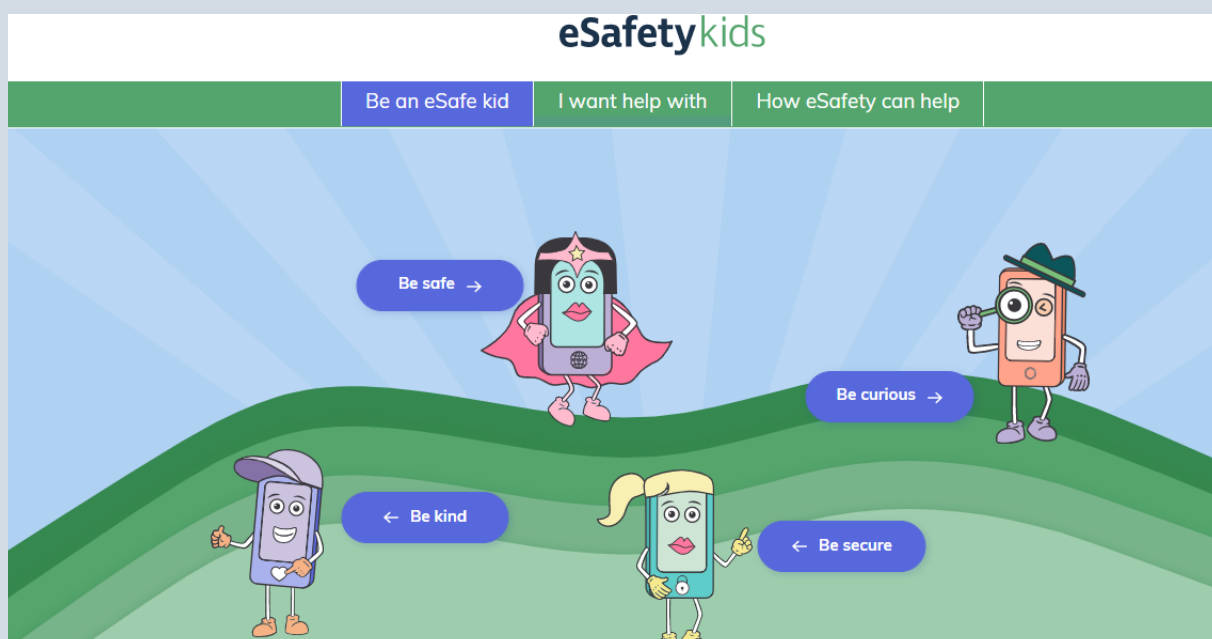 eSafetykids
Be an eSafe kid
I want help with
How eSafety can help
Be safe →
Be curious →
← Be kind
← Be secure